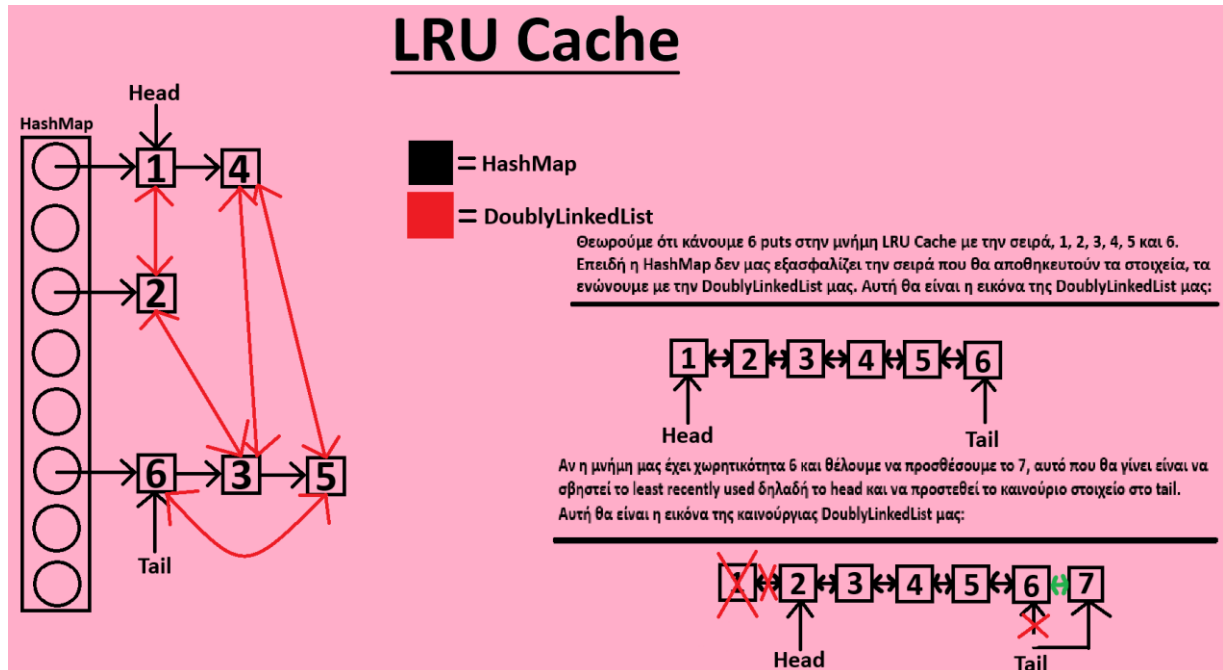 LRU Cache
Head
HashMap
1
4
2
6
3
5
Tail
= HashMap
= DoublyLinkedList
Θεωρούμε ότι κάνουμε 6 puts στην μνήμη LRU Cache με την σειρά, 1, 2, 3, 4, 5 και 6.
Επειδή η HashMap δεν μας εξασφαλίζει την σειρά που θα αποθηκευτούν τα στοιχεία, τα
ενώνουμε με την DoublyLinkedList μας. Αυτή θα είναι η εικόνα της DoublyLinkedList μας:
1 2 3 4 5 6
Head Tail
Αν η μνήμη μας έχει χωρητικότητα 6 και θέλουμε να προσθέσουμε το 7, αυτό που θα γίνει είναι να
σβηστεί το least recently used δηλαδή το head και να προστεθεί το καινούριο στοιχείο στο tail.
Αυτή θα είναι η εικόνα της καινούργιας DoublyLinkedList μας:
1 2 3 4 5 6 7
Head Tail